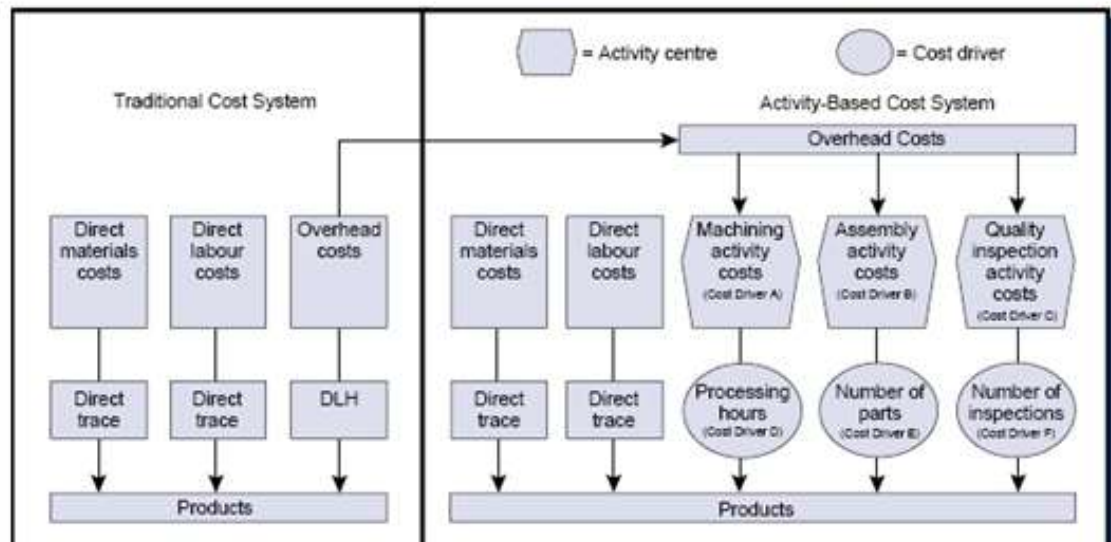 = Activity centre
= Cost driver
Traditional Cost System
Activity-Based Cost System
Overhead Costs
Direct
materials
costs
Direct
labour
costs
Overhead
costs
Direct
materials
costs
Direct
labour
costs
Machining
activity
costs
(Cost Driver A)
Assembly
activity
costs
(Cost Driver B)
Quality
inspection
activity
costs
(Cost Driver C)
Direct
trace
Direct
trace
DLH
Direct
trace
Direct
trace
Processing
hours
(Cost Driver D)
Number of
parts
(Cost Driver E)
Number of
inspections
(Cost Driver F)
Products
Products